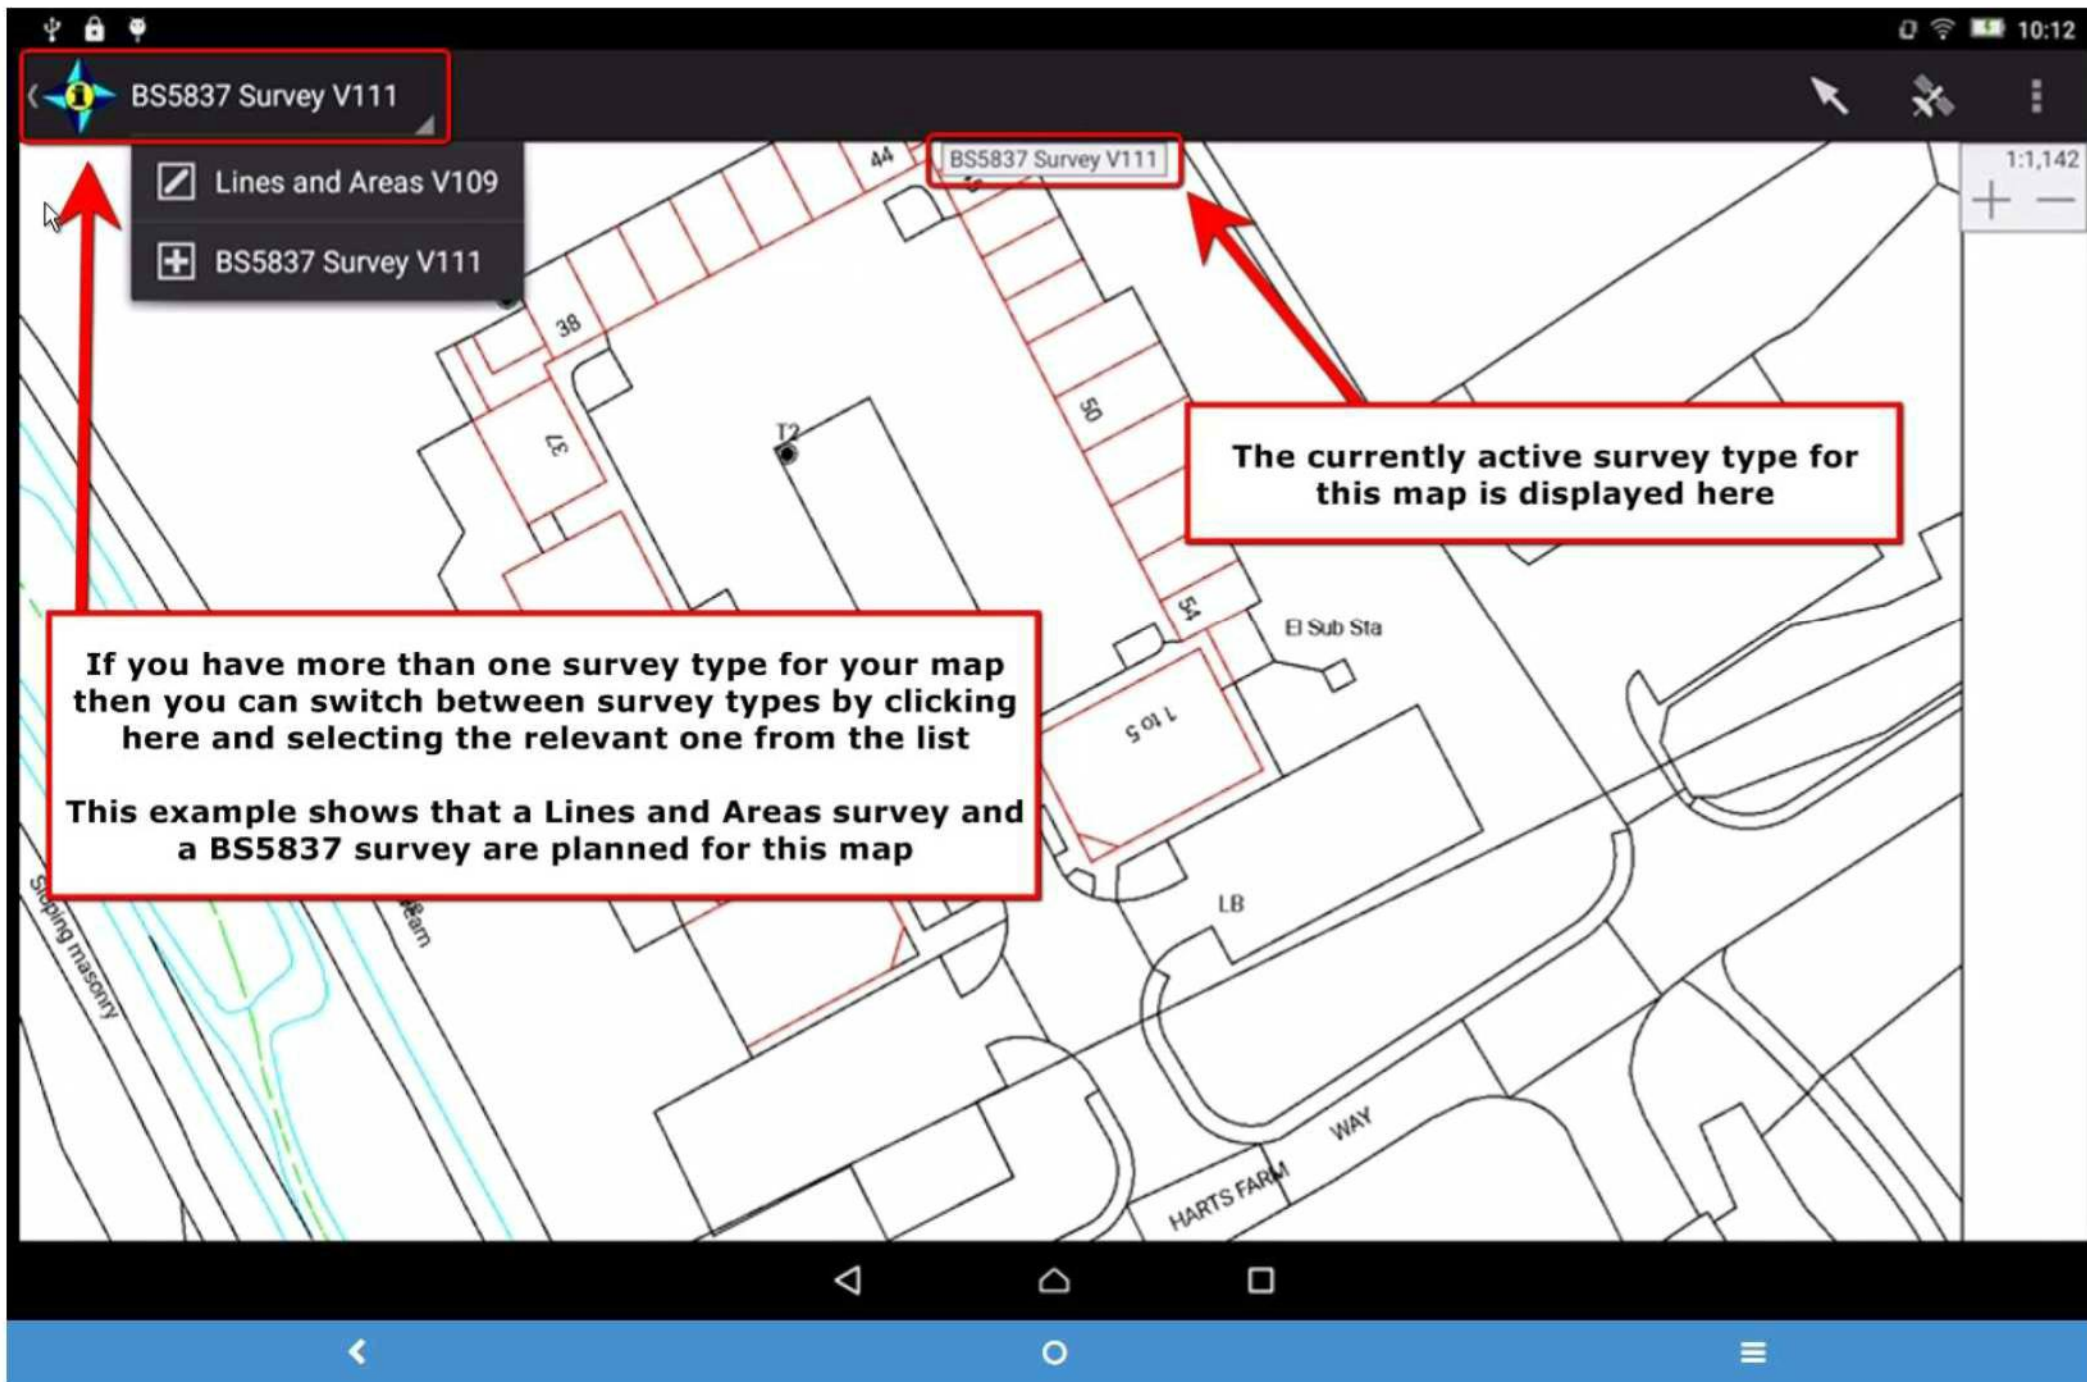 10:12
BS5837 Survey V111
Lines and Areas V109
BS5837 Survey V111
BS5837 Survey V111
1:1,142
44
38
37
T2
50
The currently active survey type for
this map is displayed here
54
El Sub Sta
If you have more than one survey type for your map
then you can switch between survey types by clicking
here and selecting the relevant one from the list
This example shows that a Lines and Areas survey and
a BS5837 survey are planned for this map
1 to 5
LB
Sloping masonry
WAY
HARTS FARM